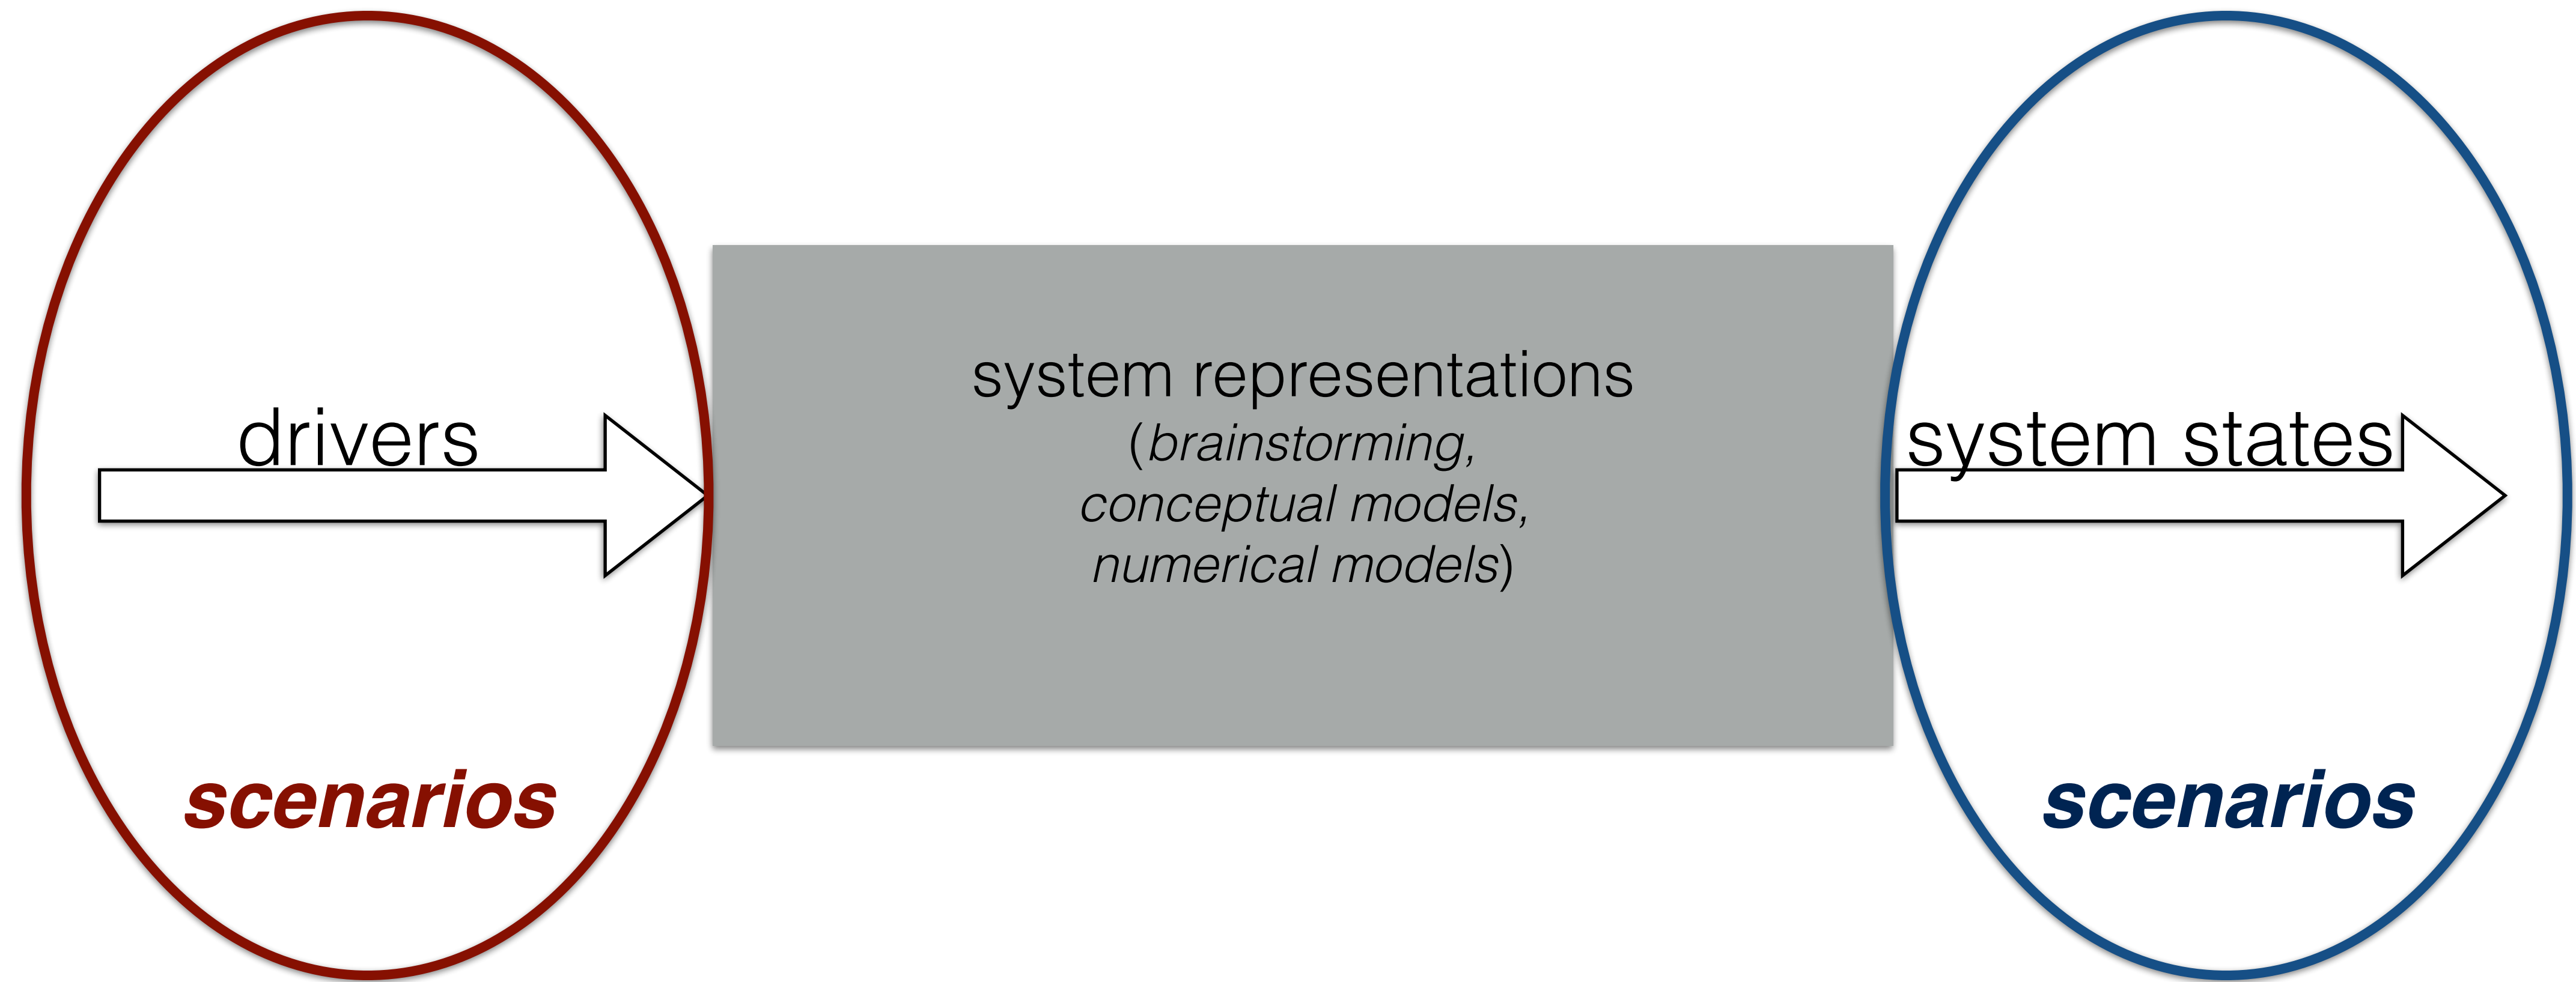 drivers
scenarios
system representations
(brainstorming,
conceptual models,
numerical models)
system states
scenarios